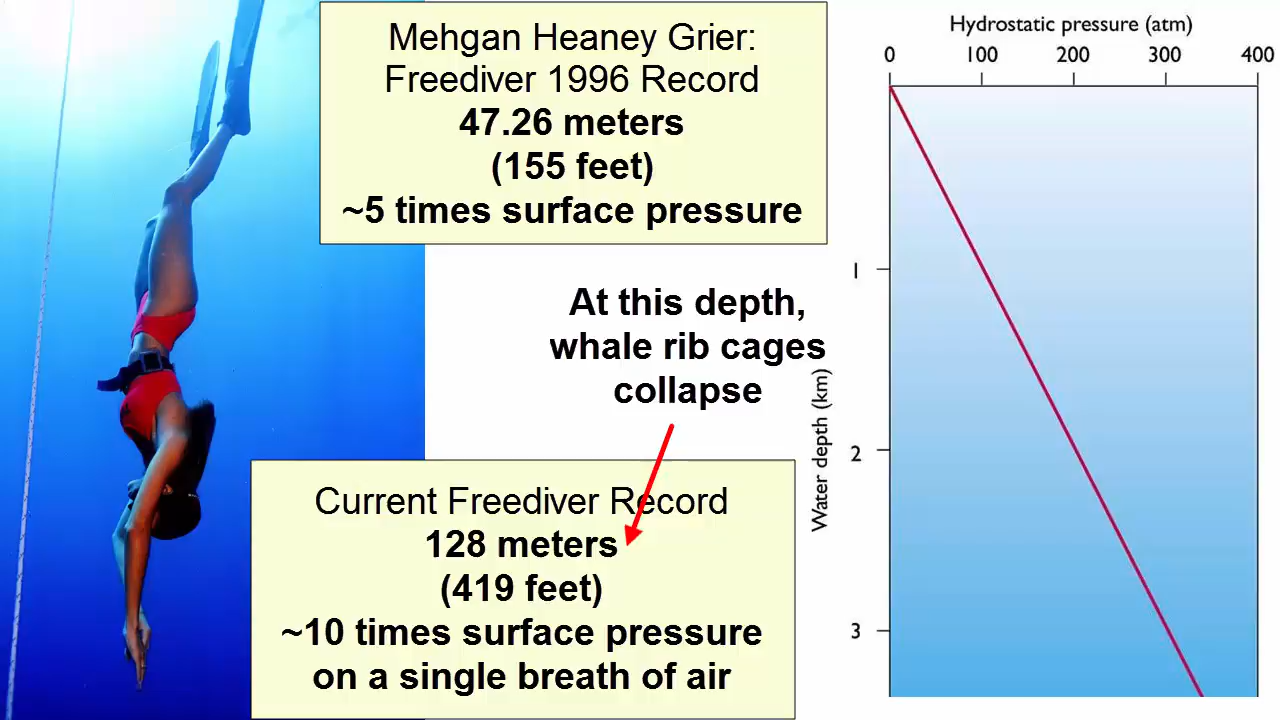 Mehgan Heaney Grier:
Freediver 1996 Record
47.26 meters
(155 feet)
~5 times surface pressure
At this depth,
whale rib cages
collapse
Current Freediver Record
128 meters
(419 feet)
~10 times surface pressure
on a single breath of air
Hydrostatic pressure (atm)
0 100 200 300 400
Water depth (km)
1
2
3